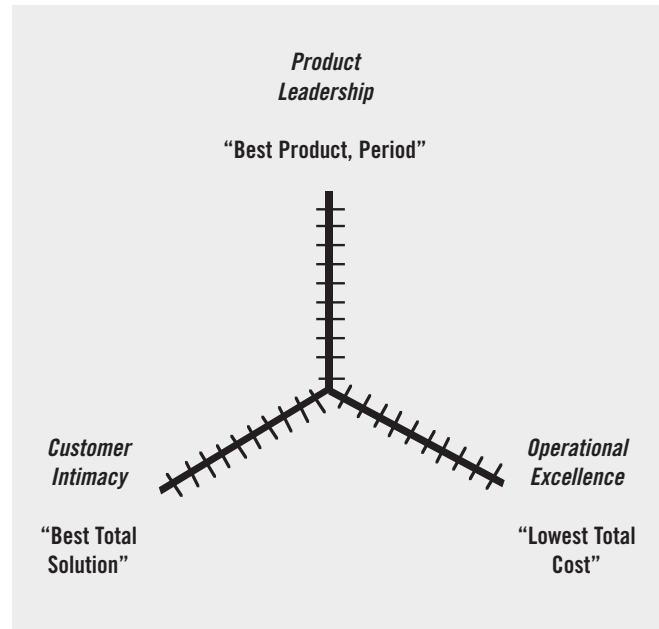 Product
Leadership
“Best Product, Period”
Customer
Intimacy
“Best Total
Solution”
Operational
Excellence
“Lowest Total
Cost”